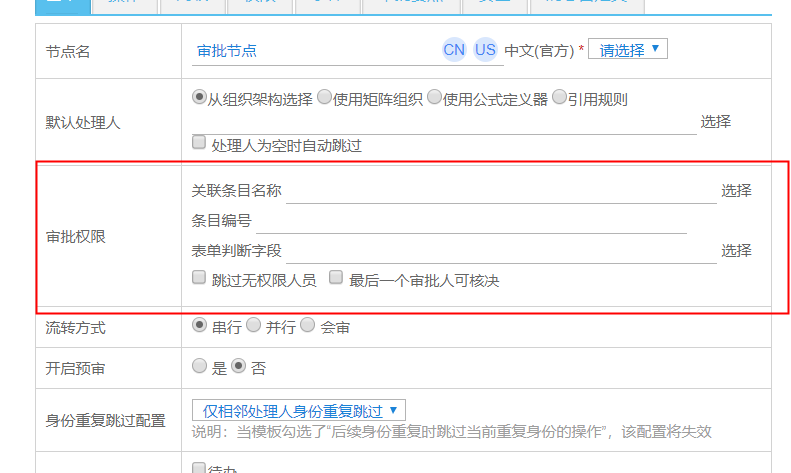 节点名
审批节点 CN US 中文(官方) * 请选择
默认处理人
从组织架构选择 使用矩阵组织 使用公式定义器 引用规则
选择
处理人为空时自动跳过
审批权限
关联条目名称 选择
条目编号
表单判断字段 选择
跳过无权限人员 最后一个审批人可核决
流转方式 串行 并行 会审
开启预审 是 否
身份重复跳过配置
仅相邻处理人身份重复跳过
说明：当模板勾选了“后续身份重复时跳过当前重复身份的操作”，该配置将失效
待办